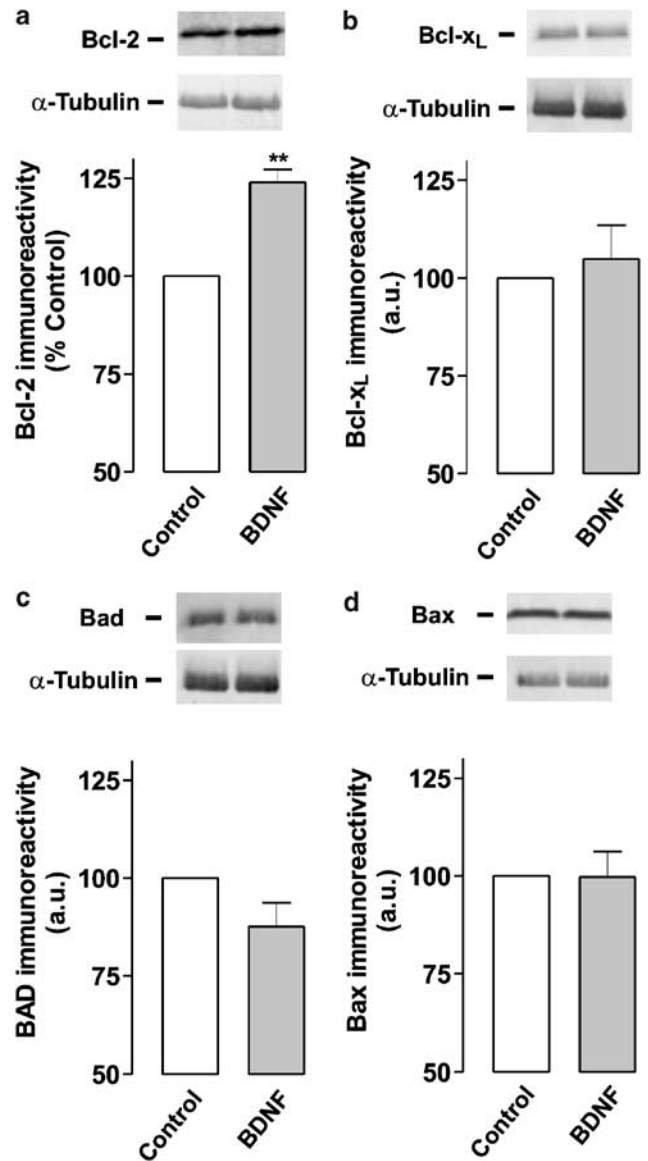 a
Bcl-2
α-Tubulin
**
125
100
75
50
Bcl-2 immunoreactivity
(% Control)
Control
BDNF
b
Bcl-xL
α-Tubulin
125
100
75
50
Bcl-xL immunoreactivity
(a.u.)
Control
BDNF
c
Bad
α-Tubulin
125
100
75
50
BAD immunoreactivity
(a.u.)
Control
BDNF
d
Bax
α-Tubulin
125
100
75
50
Bax immunoreactivity
(a.u.)
Control
BDNF